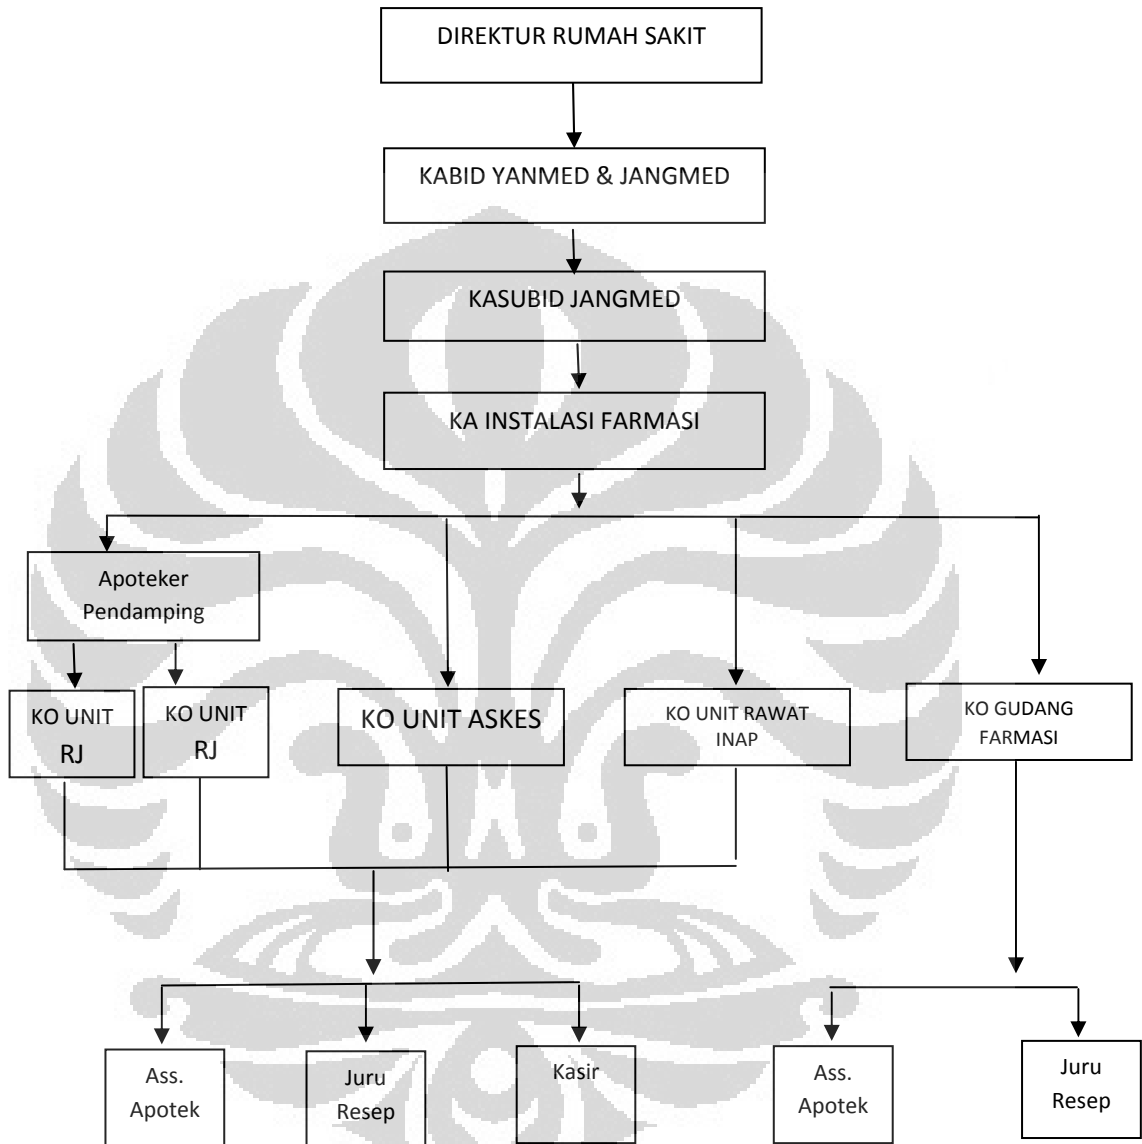 DIREKTUR RUMAH SAKIT
KABID YANMED & JANGMED
KASUBID JANGMED
KA INSTALASI FARMASI
Apoteker
Pendamping
KO UNIT
RJ
KO UNIT
RJ
KO UNIT ASKES
KO UNIT RAWAT
INAP
KO GUDANG
FARMASI
Ass.
Apotek
Juru
Resep
Kasir
Ass.
Apotek
Juru
Resep